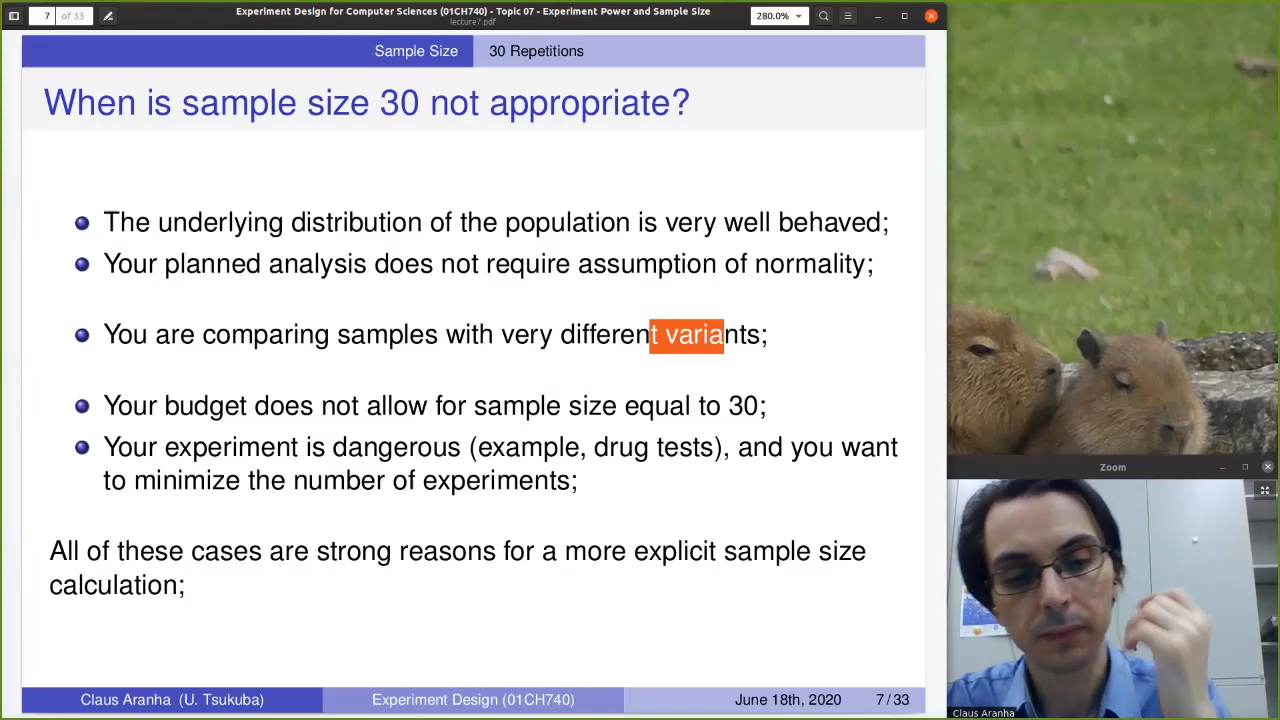 7 of 33
Experiment Design for Computer Sciences (01CH740) - Topic 07 - Experiment Power and Sample Size
lecture7.pdf
280.0%
Sample Size 30 Repetitions
When is sample size 30 not appropriate?
The underlying distribution of the population is very well behaved;
Your planned analysis does not require assumption of normality;
You are comparing samples with very different variants;
Your budget does not allow for sample size equal to 30;
Your experiment is dangerous (example, drug tests), and you want
to minimize the number of experiments;
All of these cases are strong reasons for a more explicit sample size
calculation;
Claus Aranha (U. Tsukuba) Experiment Design (01CH740) June 18th, 2020 7 / 33
Zoom
Claus Aranha